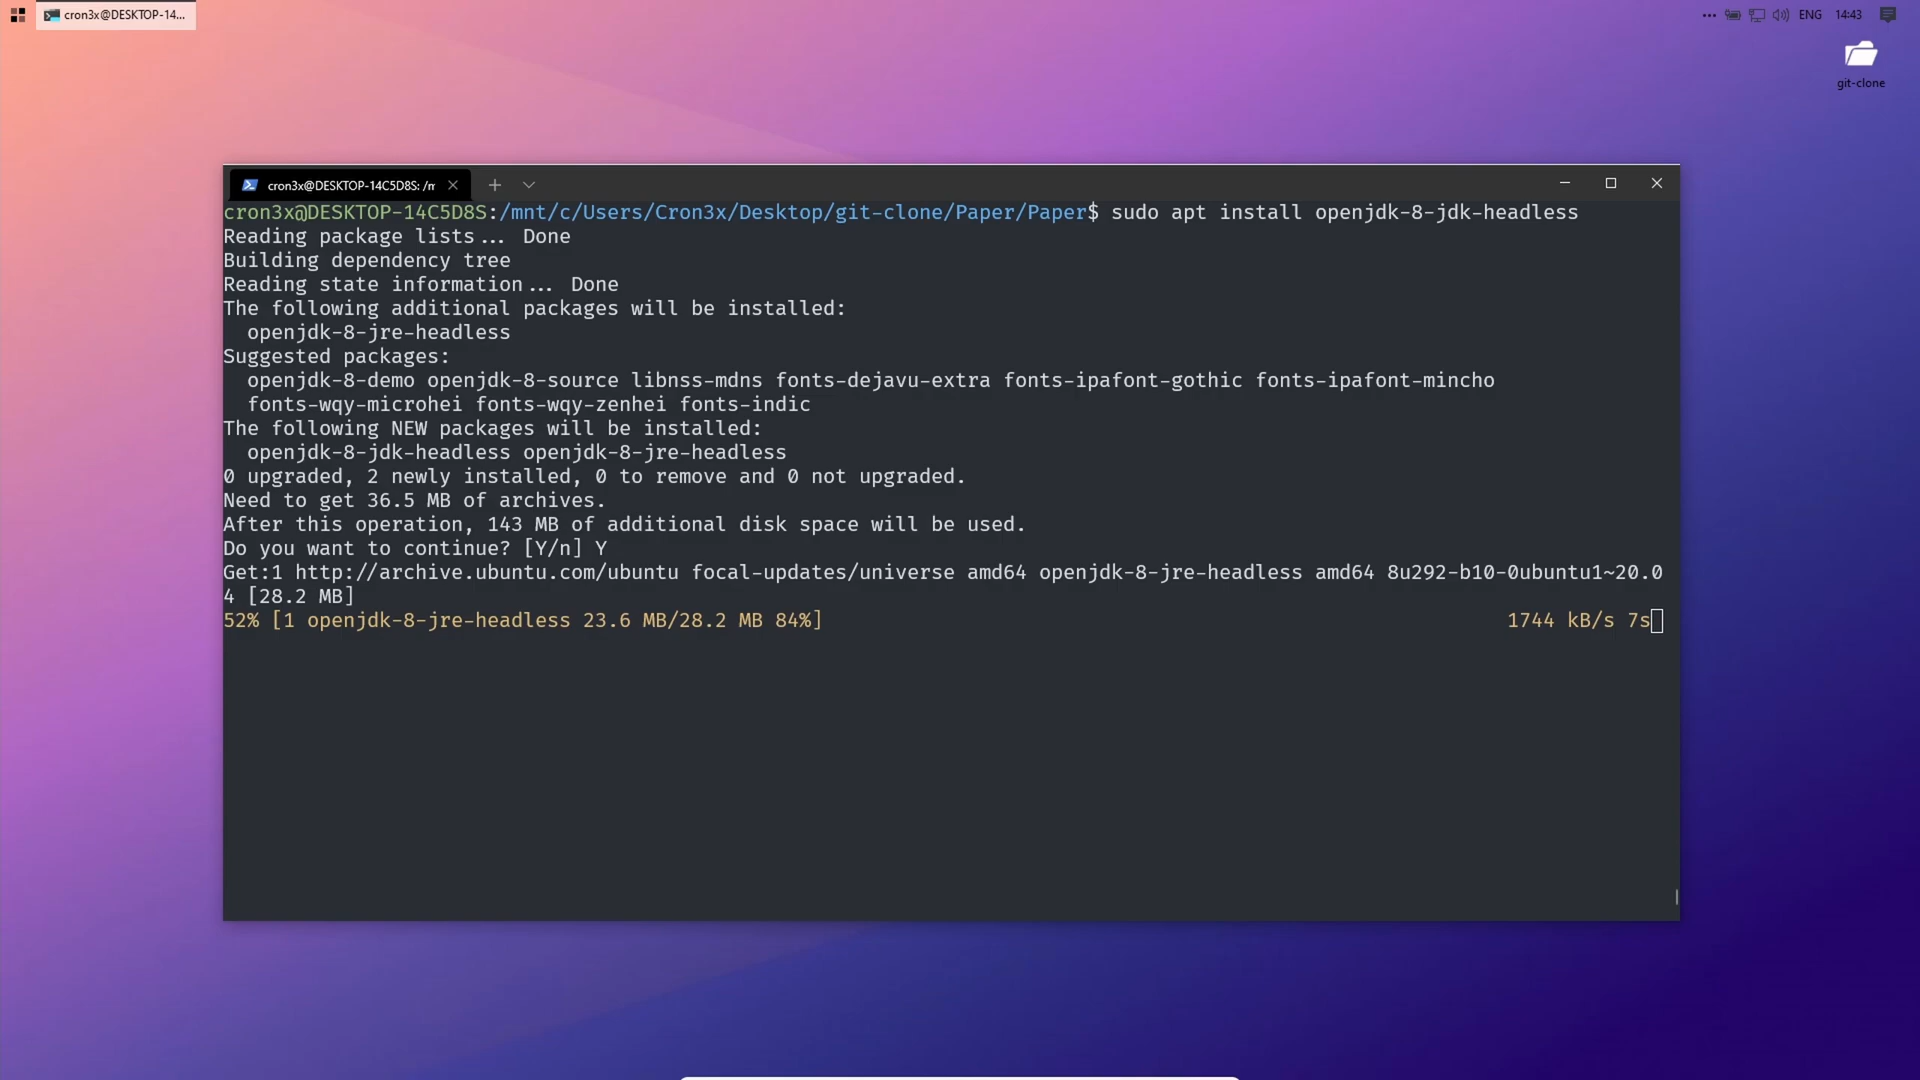 cron3x@DESKTOP-14...
... ENG 14:43
git-clone
cron3x@DESKTOP-14C5D8S: /m
cron3x@DESKTOP-14C5D8S:/mnt/c/Users/Cron3x/Desktop/git-clone/Paper/Paper$ sudo apt install openjdk-8-jdk-headless
Reading package lists... Done
Building dependency tree
Reading state information... Done
The following additional packages will be installed:
openjdk-8-jre-headless
Suggested packages:
openjdk-8-demo openjdk-8-source libnss-mdns fonts-dejavu-extra fonts-ipafont-gothic fonts-ipafont-mincho
fonts-wqy-microhei fonts-wqy-zenhei fonts-indic
The following NEW packages will be installed:
openjdk-8-jdk-headless openjdk-8-jre-headless
0 upgraded, 2 newly installed, 0 to remove and 0 not upgraded.
Need to get 36.5 MB of archives.
After this operation, 143 MB of additional disk space will be used.
Do you want to continue? [Y/n] Y
Get:1 http://archive.ubuntu.com/ubuntu focal-updates/universe amd64 openjdk-8-jre-headless amd64 8u292-b10-0ubuntu1~20.0
4 [28.2 MB]
52% [1 openjdk-8-jre-headless 23.6 MB/28.2 MB 84%] 1744 kB/s 7s